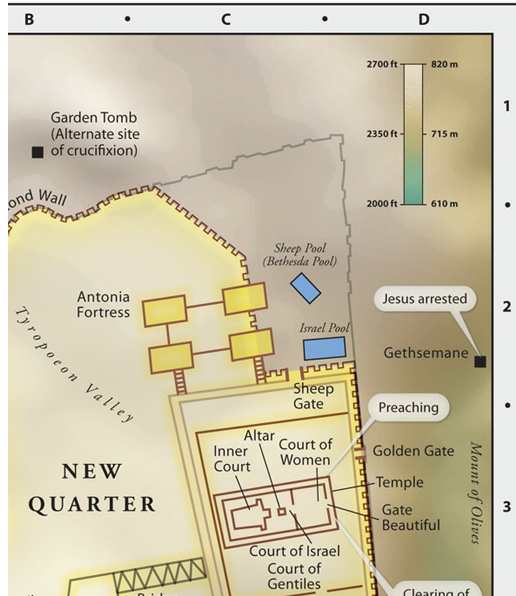 B
C
D
2700 ft 820 m
2350 ft 715 m
2000 ft 610 m
1
Garden Tomb
(Alternate site
of crucifixion)
ond Wall
Sheep Pool
(Bethesda Pool)
Antonia
Fortress
Israel Pool
Jesus arrested
Gethsemane
2
Tyropoeon Valley
Sheep
Gate
Preaching
Altar
Court of
Women
Inner
Court
Golden Gate
Temple
Gate
Beautiful
Mount of Olives
NEW
QUARTER
3
Court of Israel
Court of
Gentiles
Clearing of